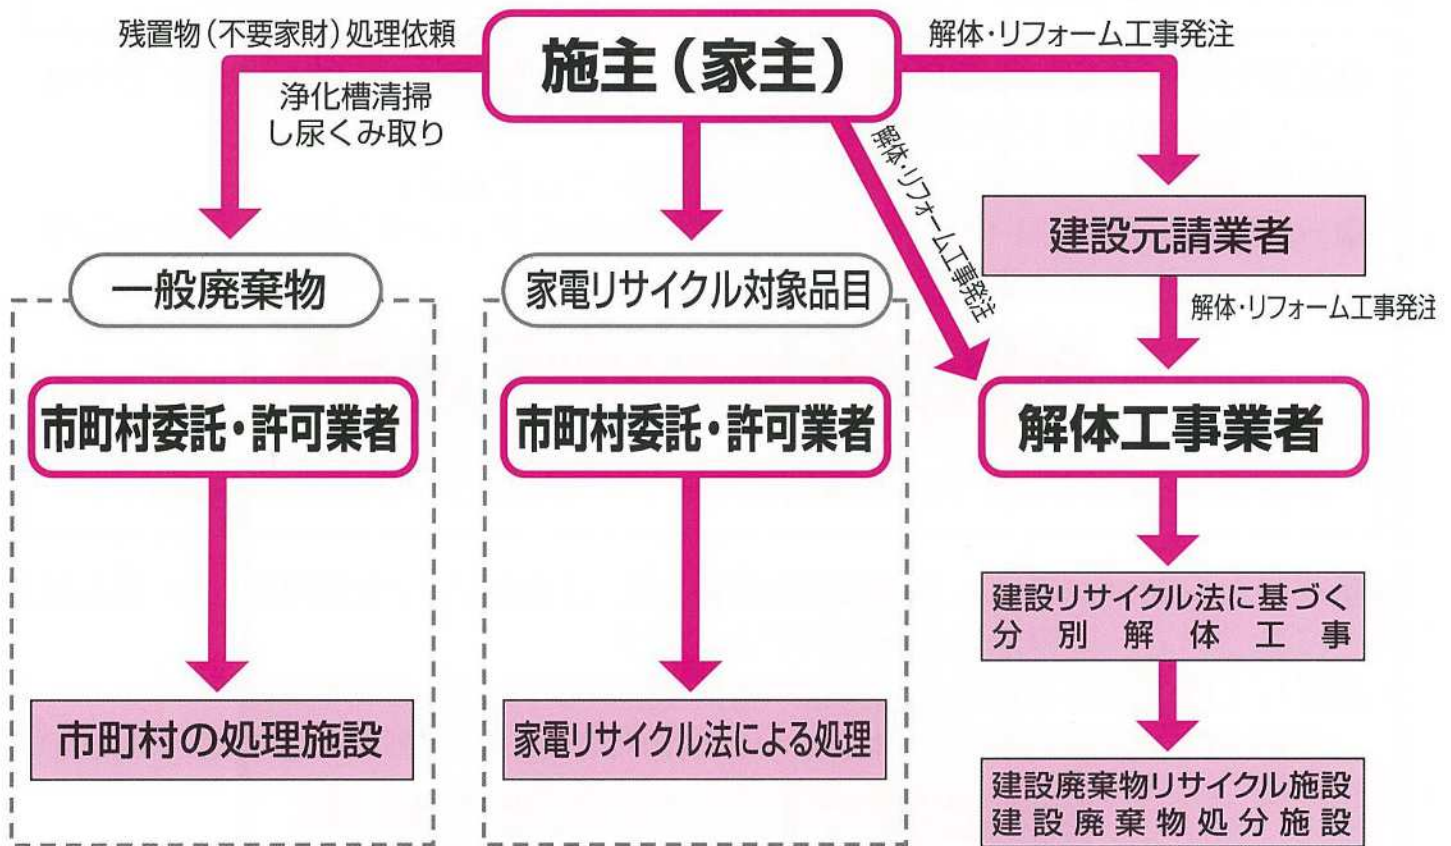 残置物(不要家財)処理依頼
浄化槽清掃
し尿くみ取り
施主(家主)
解体・リフォーム工事発注
解体・リフォーム工事発注
建設元請業者
解体・リフォーム工事発注
一般廃棄物
市町村委託・許可業者
市町村の処理施設
家電リサイクル対象品目
市町村委託・許可業者
家電リサイクル法による処理
解体工事業者
建設リサイクル法に基づく
分別解体工事
建設廃棄物リサイクル施設
建設廃棄物処分施設